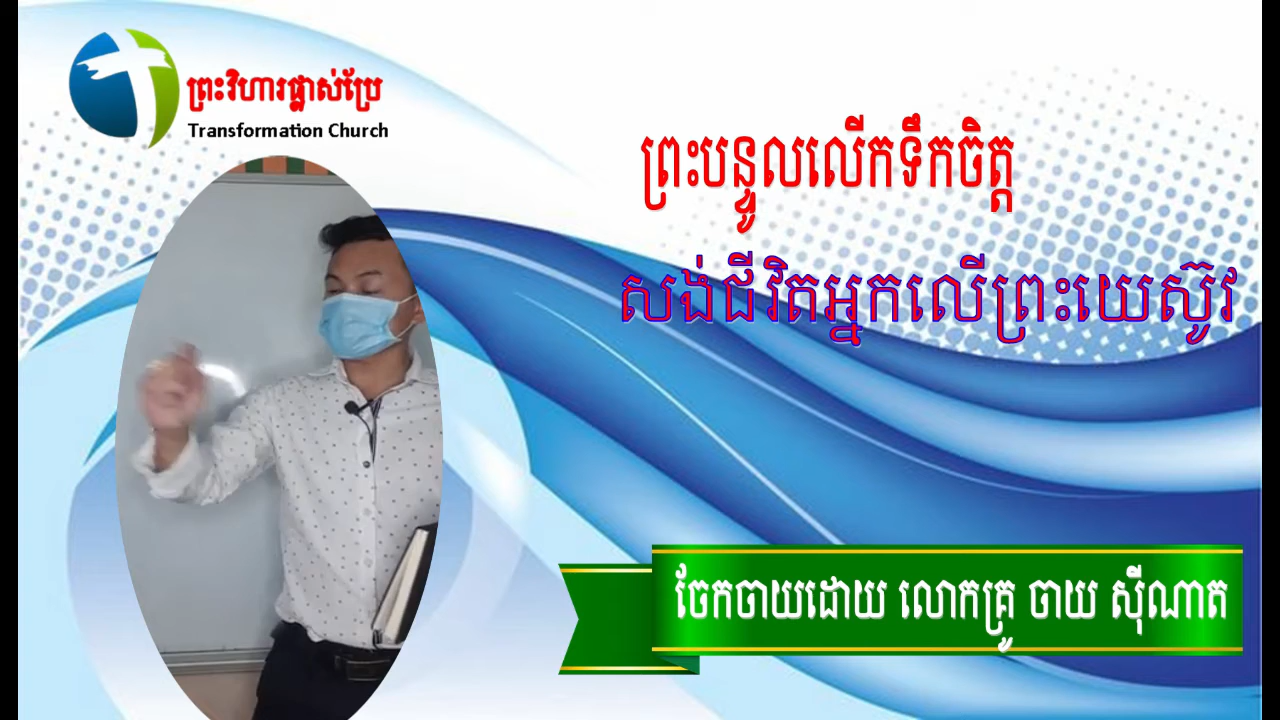 ព្រះវិហារផ្លាស់ប្រែ
Transformation Church
ព្រះបន្ទូលលើកទឹកចិត្ត
សង់ជីវិតអ្នកលើព្រះយេស៊ូវ
ចែកចាយដោយ លោកគ្រូ ចាយ ស៊ីណាត